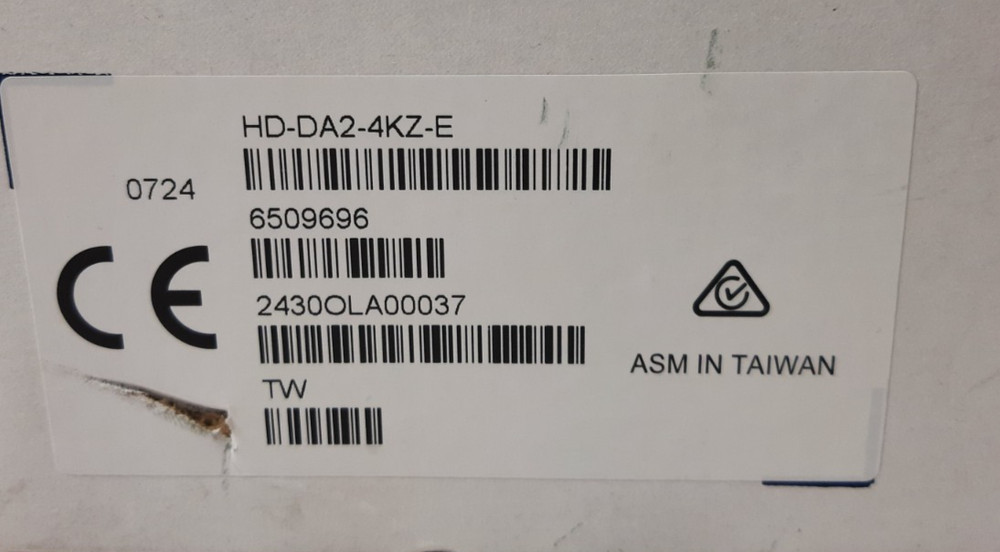 HD-DA2-4KZ-E
0724
6509696
CE
2430OLA00037
ASM IN TAIWAN
TW